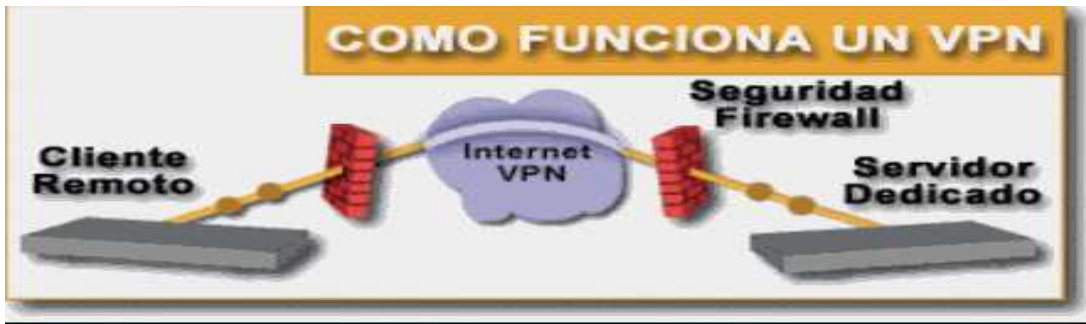 COMO FUNCIONA UN VPN
Seguridad
Firewall
Cliente
Remoto
Internet
VPN
Servidor
Dedicado